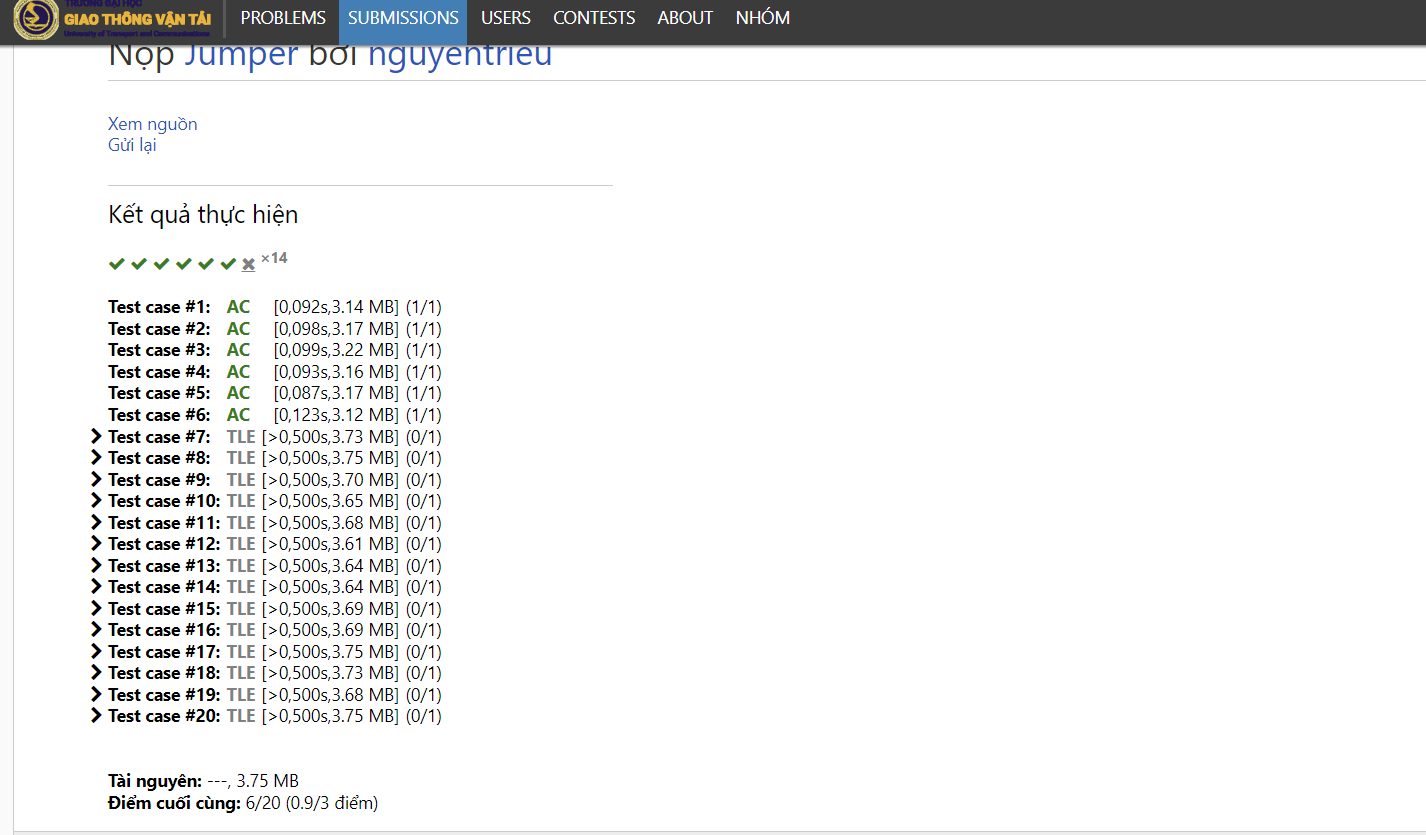 TRƯỜNG ĐẠI HỌC
GIAO THÔNG VẬN TẢI
University of Transport and Communications
PROBLEMS SUBMISSIONS USERS CONTESTS ABOUT NHÓM
Nộp Jumper bởi nguyentrieu
Xem nguồn
Gửi lại
Kết quả thực hiện
×14
Test case #1: AC [0,092s,3.14 MB] (1/1)
Test case #2: AC [0,098s,3.17 MB] (1/1)
Test case #3: AC [0,099s,3.22 MB] (1/1)
Test case #4: AC [0,093s,3.16 MB] (1/1)
Test case #5: AC [0,087s,3.17 MB] (1/1)
Test case #6: AC [0,123s,3.12 MB] (1/1)
Test case #7: TLE [>0,500s,3.73 MB] (0/1)
Test case #8: TLE [>0,500s,3.75 MB] (0/1)
Test case #9: TLE [>0,500s,3.70 MB] (0/1)
Test case #10: TLE [>0,500s,3.65 MB] (0/1)
Test case #11: TLE [>0,500s,3.68 MB] (0/1)
Test case #12: TLE [>0,500s,3.61 MB] (0/1)
Test case #13: TLE [>0,500s,3.64 MB] (0/1)
Test case #14: TLE [>0,500s,3.64 MB] (0/1)
Test case #15: TLE [>0,500s,3.69 MB] (0/1)
Test case #16: TLE [>0,500s,3.69 MB] (0/1)
Test case #17: TLE [>0,500s,3.75 MB] (0/1)
Test case #18: TLE [>0,500s,3.73 MB] (0/1)
Test case #19: TLE [>0,500s,3.68 MB] (0/1)
Test case #20: TLE [>0,500s,3.75 MB] (0/1)
Tài nguyên: ---, 3.75 MB
Điểm cuối cùng: 6/20 (0.9/3 điểm)